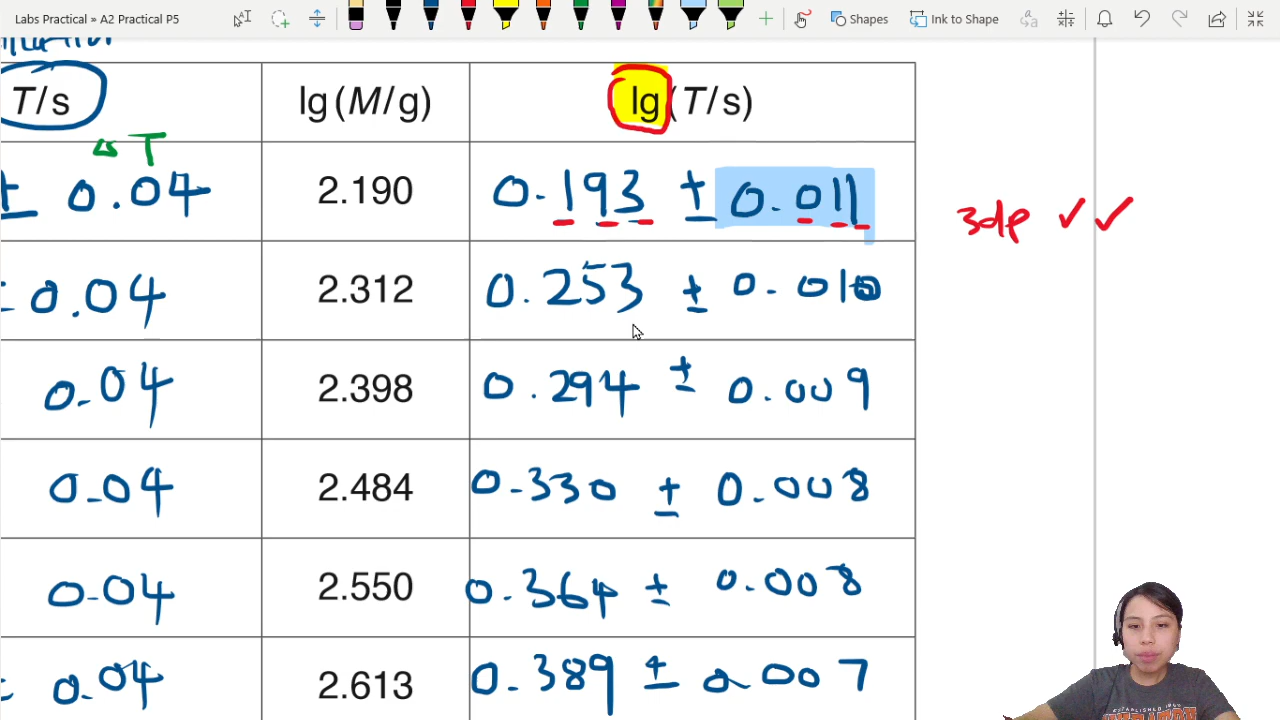 Labs Practical » A2 Practical P5
Shapes
Ink to Shape
T/s
lg (M/g)
lg (T/s)
△ T
± 0.04
2.190
0.193 ± 0.011
3dp ✓✓
0.04
2.312
0.253 ± 0.010
0.04
2.398
0.294 ± 0.009
0.04
2.484
0.330 ± 0.008
0.04
2.550
0.364 ± 0.008
0.04
2.613
0.389 ± 0.007